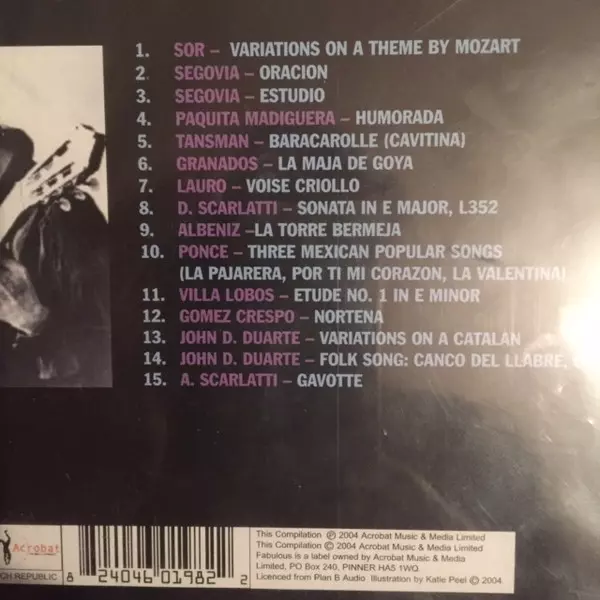 1. SOR – VARIATIONS ON A THEME BY MOZART
2. SEGOVIA – ORACION
3. SEGOVIA – ESTUDIO
4. PAQUITA MADIGUERA – HUMORADA
5. TANSMAN – BARACAROLLE (CAVITINA)
6. GRANADOS – LA MAJA DE GOYA
7. LAURO – VOISE CRIOLLO
8. D. SCARLATTI – SONATA IN E MAJOR, L352
9. ALBENIZ –LA TORRE BERMEJA
10. PONCE – THREE MEXICAN POPULAR SONGS
(LA PAJARERA, POR TI MI CORAZON, LA VALENTINA)
11. VILLA LOBOS – ETUDE NO. 1 IN E MINOR
12. GOMEZ CRESPO – NORTENA
13. JOHN D. DUARTE – VARIATIONS ON A CATALAN
14. JOHN D. DUARTE – FOLK SONG: CANCO DEL LLABRE,
15. A. SCARLATTI – GAVOTTE
Acrobat
CH REPUBLIC
8 24046 01982 2
This Compilation ℗ 2004 Acrobat Music & Media Limited
This Compilation © 2004 Acrobat Music & Media Limited
Fabulous is a label owned by Acrobat Music & Media
Limited, PO Box 240, PINNER HA5 1WQ.
Licenced from Plan B Audio. Illustration by Katie Peel © 2004.